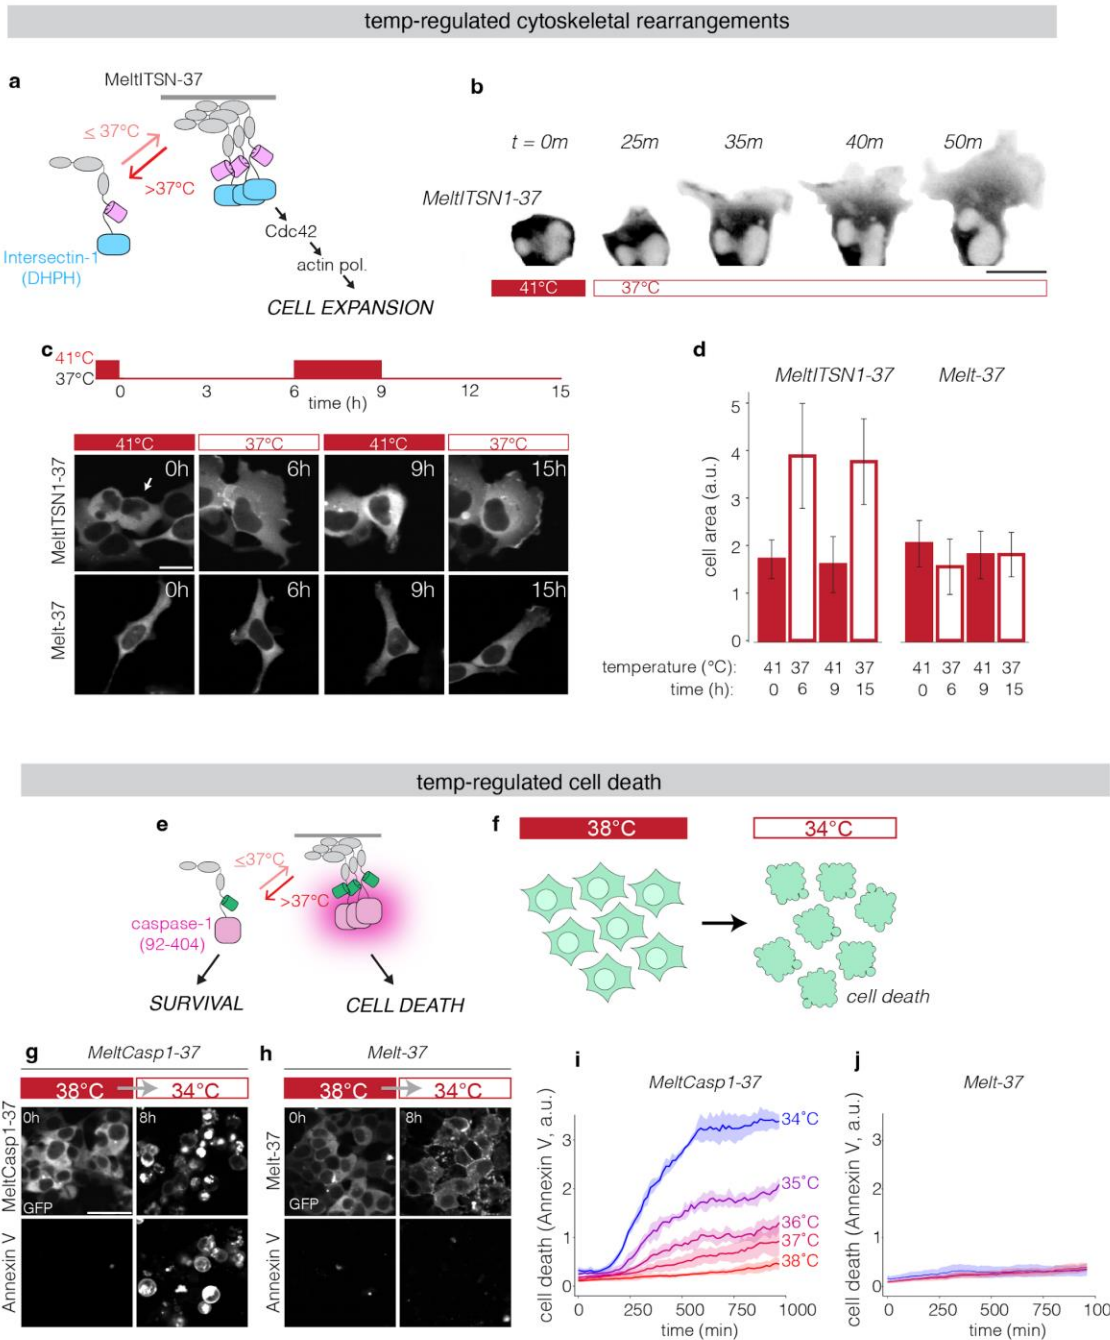 temp-regulated cytoskeletal rearrangements
a
MeltITSN-37
≤ 37°C
>37°C
Intersectin-1
(DHPH)
Cdc42
actin pol.
CELL EXPANSION
b
t = 0m 25m 35m 40m 50m
MeltITSN1-37
41°C 37°C
c
41°C
37°C
0 3 6 9 12 15
time (h)
41°C 37°C 41°C 37°C
MeltITSN1-37
0h 6h 9h 15h
Melt-37
0h 6h 9h 15h
d
MeltITSN1-37 Melt-37
cell area (a.u.)
5
4
3
2
1
0
temperature (°C): 41 37 41 37 41 37 41 37
time (h): 0 6 9 15 0 6 9 15
temp-regulated cell death
e
≤37°C
>37°C
caspase-1
(92-404)
SURVIVAL CELL DEATH
f
38°C 34°C
cell death
g
MeltCasp1-37
38°C 34°C
MeltCasp1-37
0h 8h
GFP
Annexin V
h
Melt-37
38°C 34°C
Melt-37
0h 8h
GFP
Annexin V
i
MeltCasp1-37
cell death (Annexin V, a.u.)
3
2
1
0
34°C
35°C
36°C
37°C
38°C
0 250 500 750 1000
time (min)
j
Melt-37
cell death (Annexin V, a.u.)
3
2
1
0
0 250 500 750 1000
time (min)